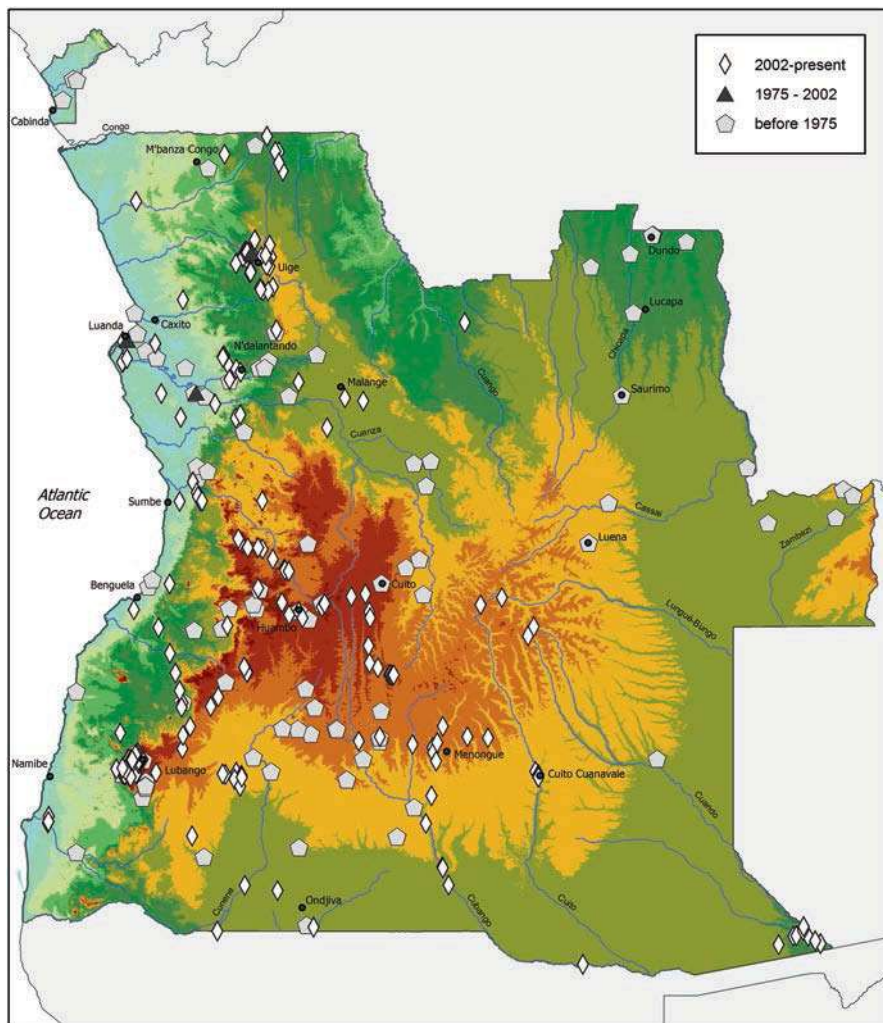 2002-present
1975 - 2002
before 1975
Cabinda
Congo
M'banza Congo
Dundo
Uige
Lucapa
Luanda
Caxito
Chicapa
N'dalantando
Cuango
Malange
Saurimo
Cuanza
Atlantic
Ocean
Sumbe
Cassai
Luena
Zambezi
Benguela
Cuito
Huambo
Lungué-Bungo
Menongue
Namibe
Lubango
Cuito Cuanavale
Cuando
Cunene
Ondjiva
Cubango
Cuito